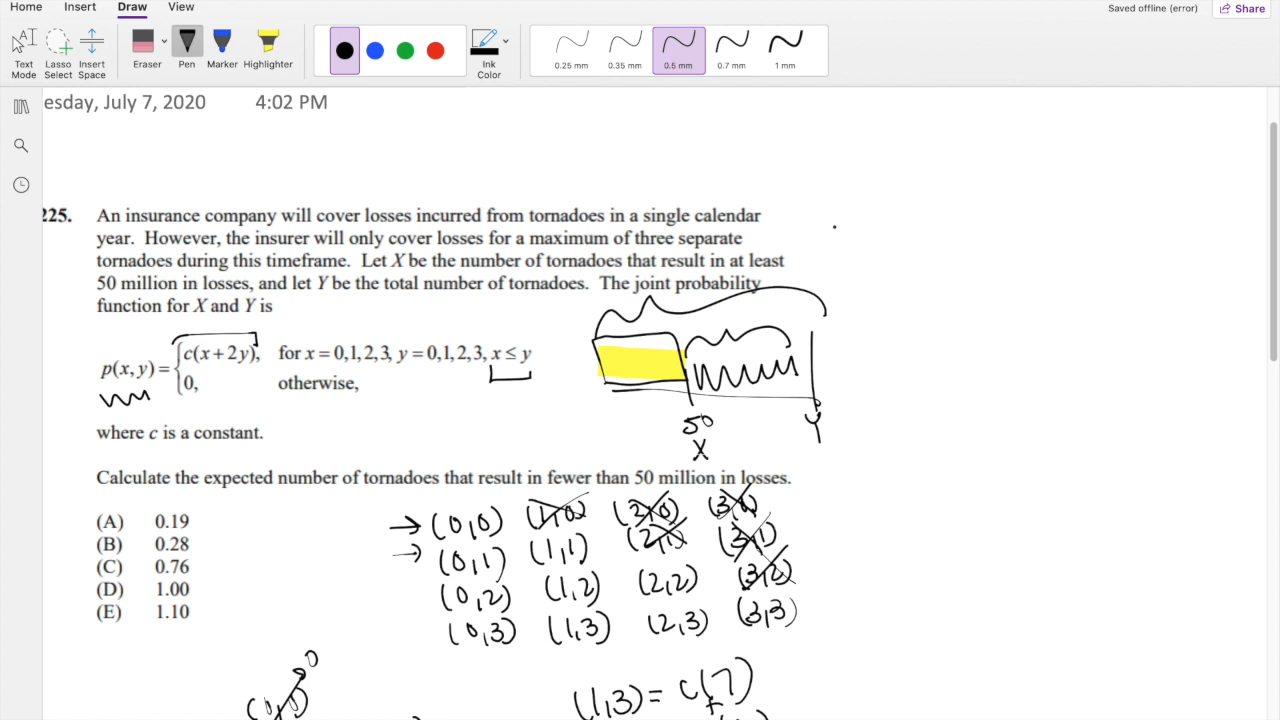 Home Insert Draw View
Saved offline (error) Share
Text Mode Lasso Select Insert Space Eraser Pen Marker Highlighter Ink Color 0.25 mm 0.35 mm 0.5 mm 0.7 mm 1 mm
esday, July 7, 2020 4:02 PM
225. An insurance company will cover losses incurred from tornadoes in a single calendar
year. However, the insurer will only cover losses for a maximum of three separate
tornadoes during this timeframe. Let X be the number of tornadoes that result in at least
50 million in losses, and let Y be the total number of tornadoes. The joint probability
function for X and Y is
p(x, y) = { c(x + 2y), for x = 0,1,2,3, y = 0,1,2,3, x ≤ y
0, otherwise,
50
X
Y
where c is a constant.
Calculate the expected number of tornadoes that result in fewer than 50 million in losses.
(A) 0.19
(B) 0.28
(C) 0.76
(D) 1.00
(E) 1.10
→ (0,0) (1,0) (2,0) (3,0)
→ (0,1) (1,1) (2,1) (3,1)
(0,2) (1,2) (2,2) (3,2)
(0,3) (1,3) (2,3) (3,3)
(0,0) 0
(1,3) = c(7)
+